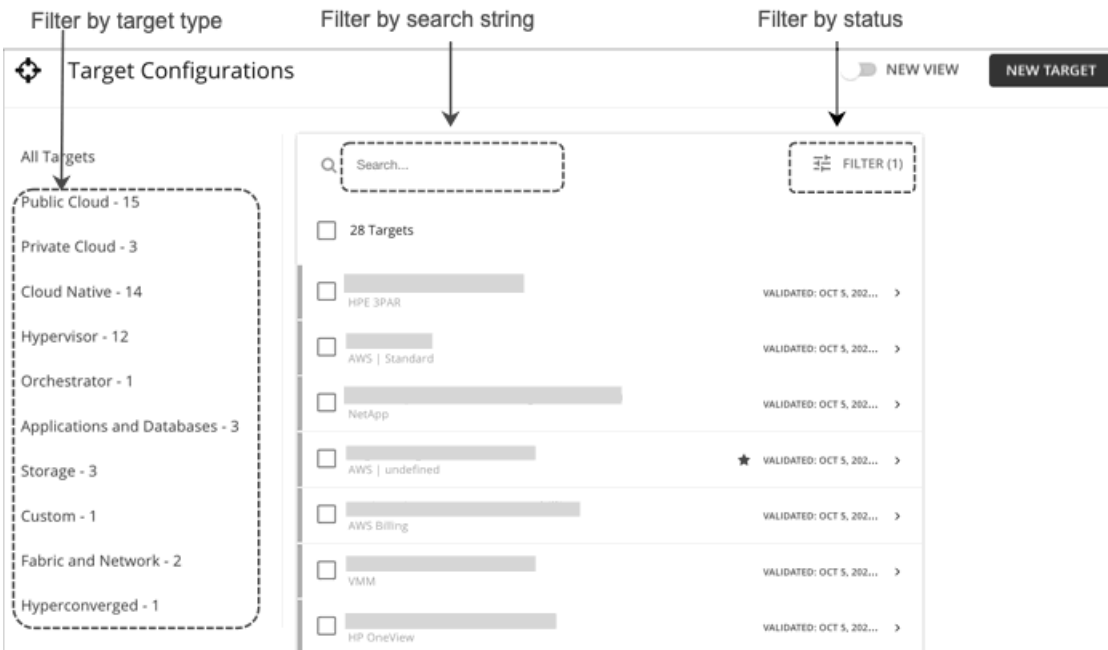 Filter by target type
Filter by search string
Filter by status
Target Configurations
NEW VIEW
NEW TARGET
All Targets
Public Cloud - 15
Private Cloud - 3
Cloud Native - 14
Hypervisor - 12
Orchestrator - 1
Applications and Databases - 3
Storage - 3
Custom - 1
Fabric and Network - 2
Hyperconverged - 1
Search...
FILTER (1)
28 Targets
HPE 3PAR
VALIDATED: OCT 5, 202...
AWS | Standard
VALIDATED: OCT 5, 202...
NetApp
VALIDATED: OCT 5, 202...
AWS | undefined
VALIDATED: OCT 5, 202...
AWS Billing
VALIDATED: OCT 5, 202...
VMM
VALIDATED: OCT 5, 202...
HP OneView
VALIDATED: OCT 5, 202...